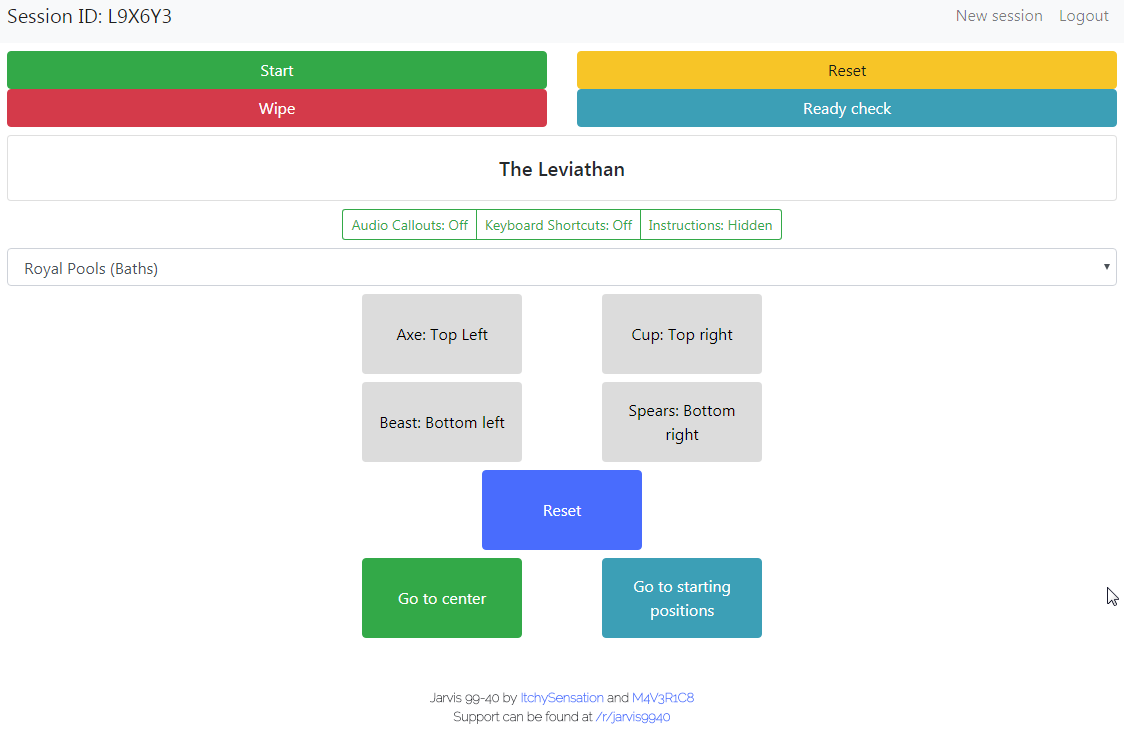 Session ID: L9X6Y3
New session
Logout
Start
Reset
Wipe
Ready check
The Leviathan
Audio Callouts: Off
Keyboard Shortcuts: Off
Instructions: Hidden
Royal Pools (Baths)
Axe: Top Left
Cup: Top right
Beast: Bottom left
Spears: Bottom
right
Reset
Go to center
Go to starting
positions
Jarvis 99-40 by ItchySensation and M4V3R1C8
Support can be found at /r/jarvis9940